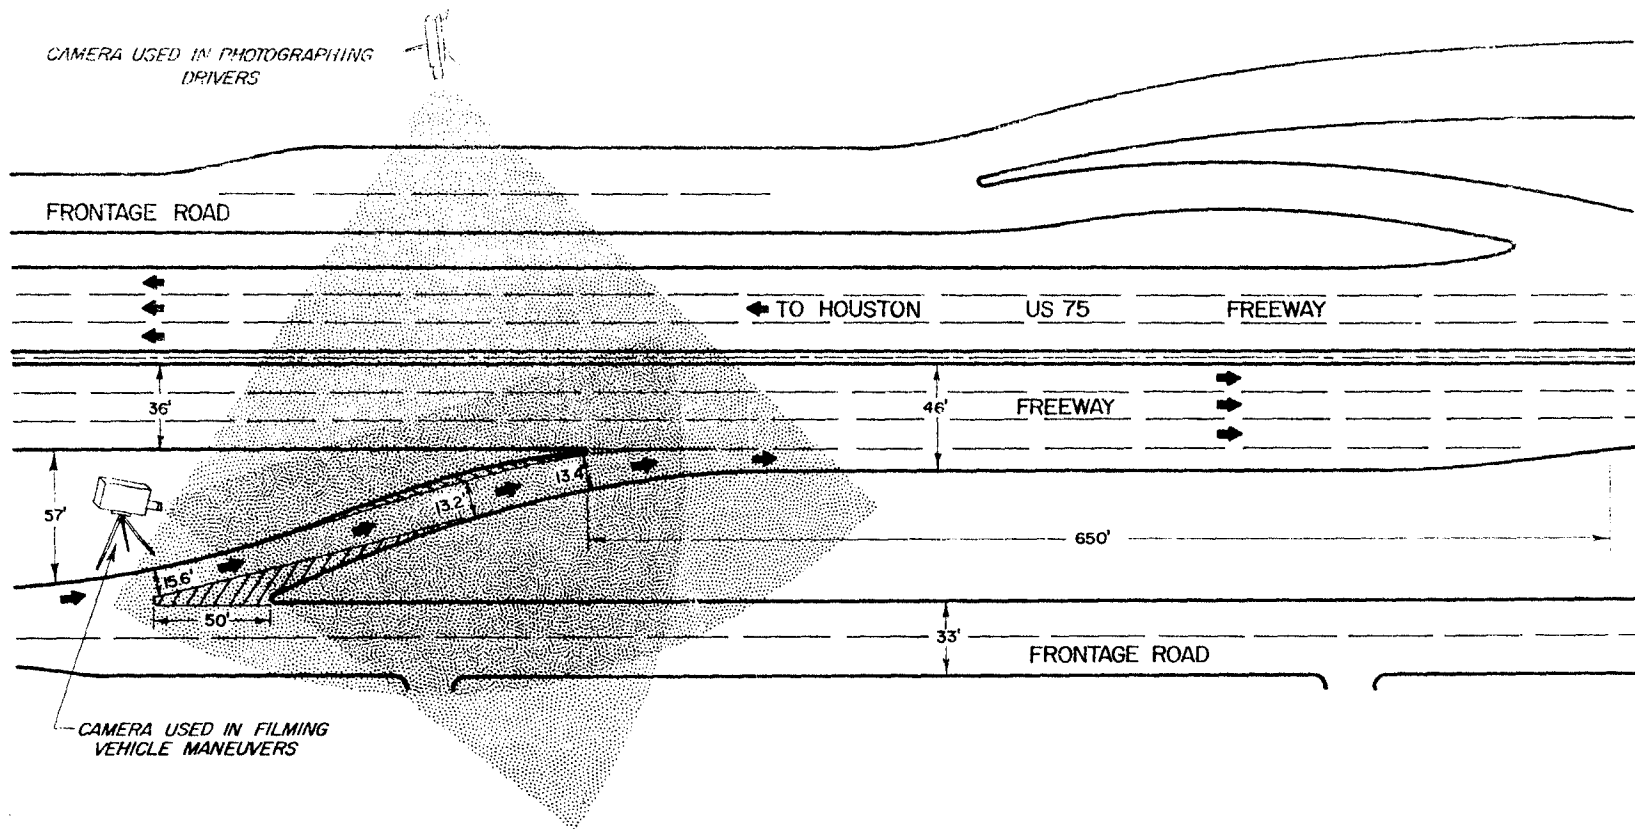 CAMERA USED IN PHOTOGRAPHING
DRIVERS
FRONTAGE ROAD
TO HOUSTON US 75 FREEWAY
36'
46'
FREEWAY
57'
13.4'
13.2'
15.6'
650'
50'
33'
FRONTAGE ROAD
CAMERA USED IN FILMING
VEHICLE MANEUVERS